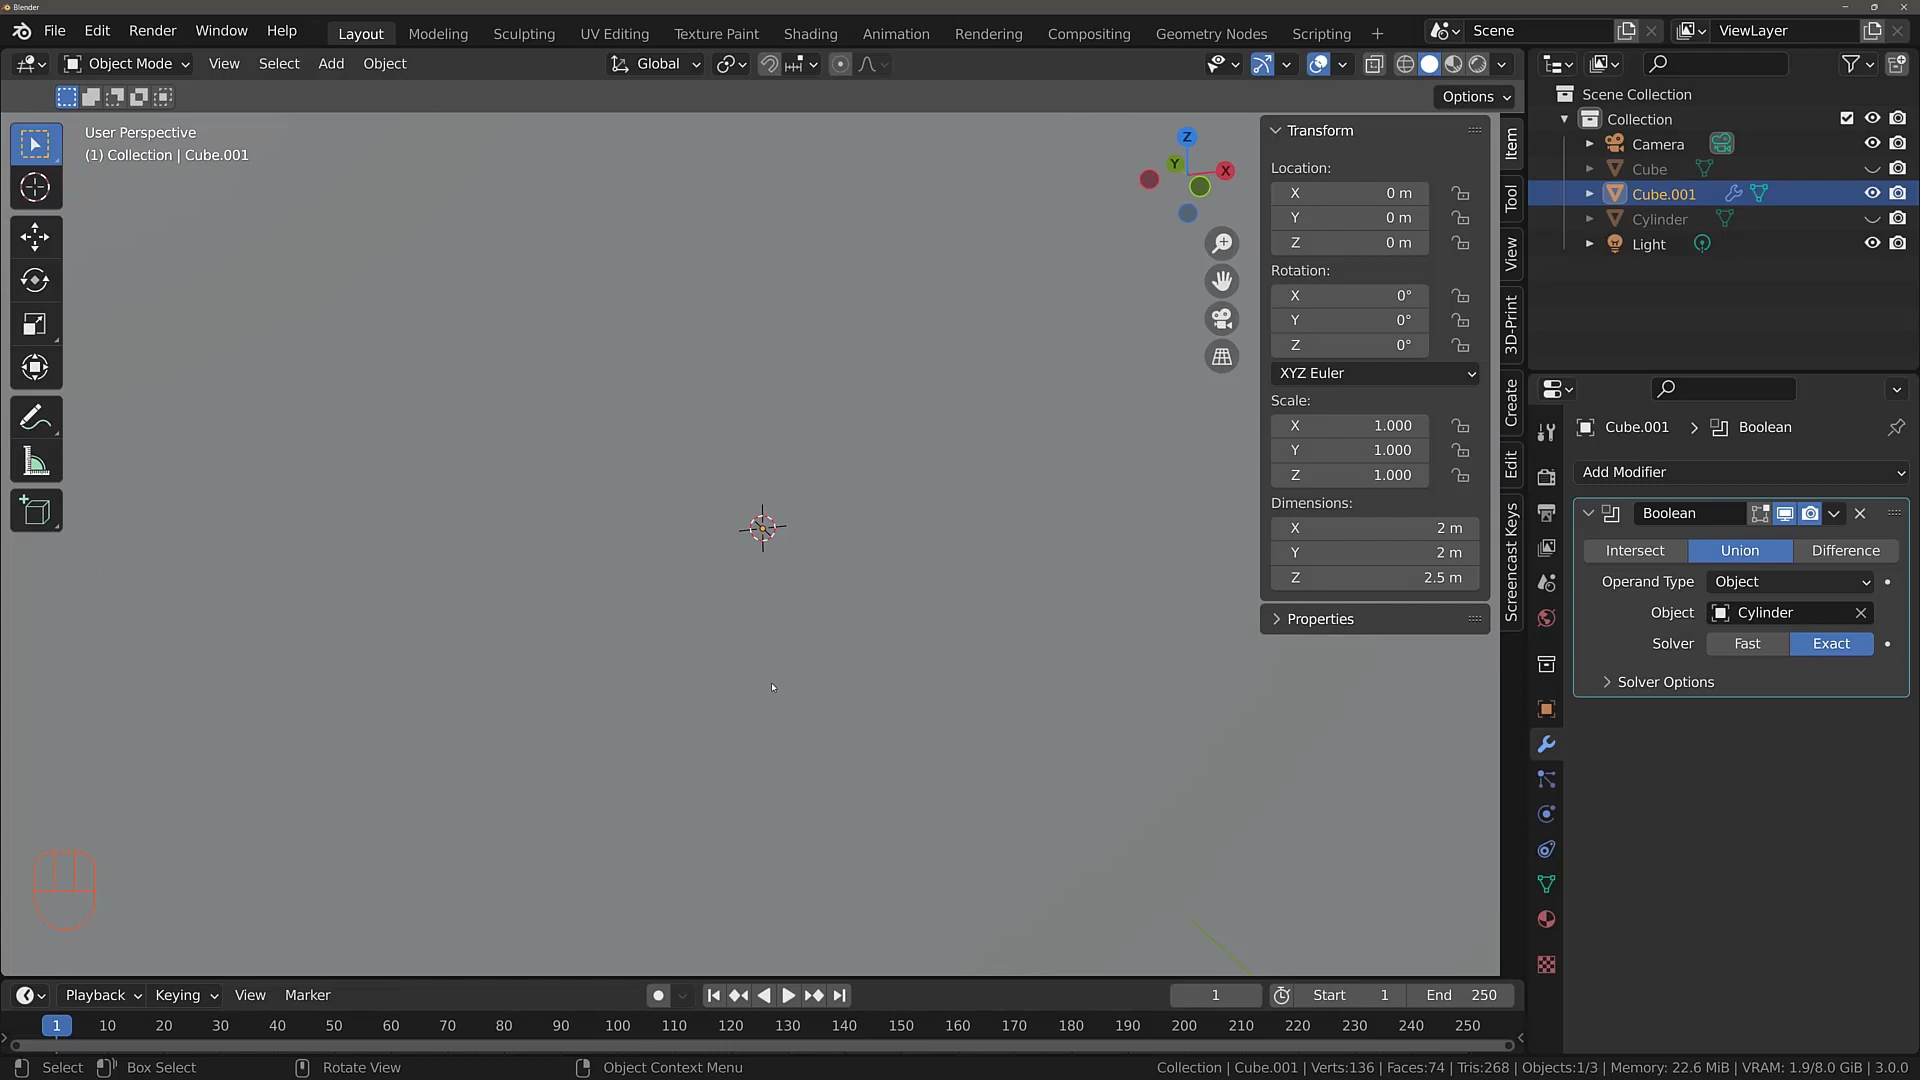 Blender
File Edit Render Window Help Layout Modeling Sculpting UV Editing Texture Paint Shading Animation Rendering Compositing Geometry Nodes Scripting + Scene ViewLayer
Object Mode View Select Add Object Global
Options
User Perspective
(1) Collection | Cube.001
Z
Y
X
Transform
Location:
X 0 m
Y 0 m
Z 0 m
Rotation:
X 0°
Y 0°
Z 0°
XYZ Euler
Scale:
X 1.000
Y 1.000
Z 1.000
Dimensions:
X 2 m
Y 2 m
Z 2.5 m
Properties
Item
Tool
View
3D-Print
Create
Edit
Screencast Keys
Scene Collection
Collection
Camera
Cube
Cube.001
Cylinder
Light
Cube.001 > Boolean
Add Modifier
Boolean
Intersect Union Difference
Operand Type Object
Object Cylinder
Solver Fast Exact
Solver Options
Playback Keying View Marker 1 Start 1 End 250
1 10 20 30 40 50 60 70 80 90 100 110 120 130 140 150 160 170 180 190 200 210 220 230 240 250
Select Box Select Rotate View Object Context Menu Collection | Cube.001 | Verts:136 | Faces:74 | Tris:268 | Objects:1/3 | Memory: 22.6 MiB | VRAM: 1.9/8.0 GiB | 3.0.0